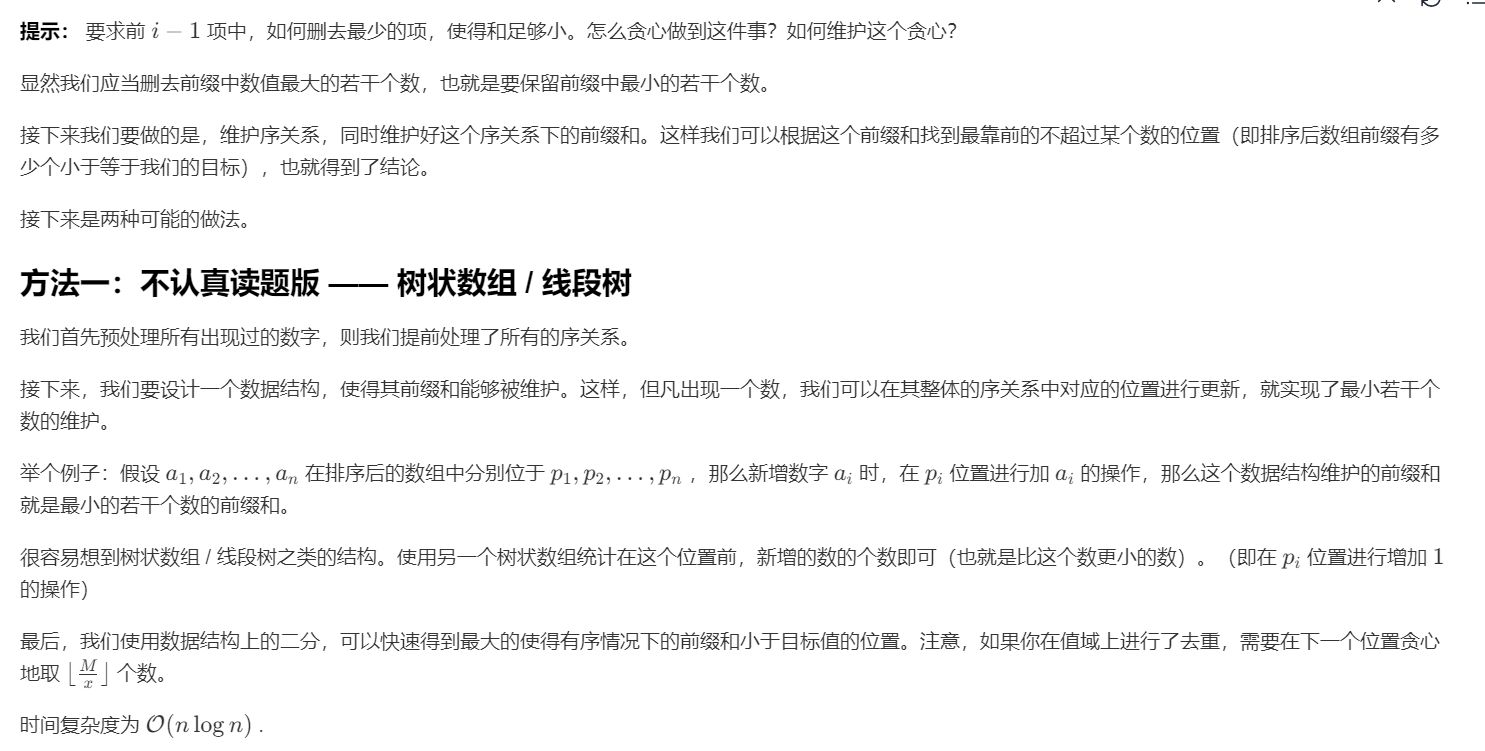 提示： 要求前 i − 1 项中，如何删去最少的项，使得和足够小。怎么贪心做到这件事？如何维护这个贪心？
显然我们应当删去前缀中数值最大的若干个数，也就是要保留前缀中最小的若干个数。
接下来我们要做的是，维护序关系，同时维护好这个序关系下的前缀和。这样我们可以根据这个前缀和找到最靠前的不超过某个数的位置（即排序后数组前缀有多
少个小于等于我们的目标），也就得到了结论。
接下来是两种可能的做法。
方法一：不认真读题版 —— 树状数组 / 线段树
我们首先预处理所有出现过的数字，则我们提前处理了所有的序关系。
接下来，我们要设计一个数据结构，使得其前缀和能够被维护。这样，但凡出现一个数，我们可以在其整体的序关系中对应的位置进行更新，就实现了最小若干个
数的维护。
举个例子：假设 a₁, a₂, . . . , aₙ 在排序后的数组中分别位于 p₁, p₂, . . . , pₙ ，那么新增数字 aᵢ 时，在 pᵢ 位置进行加 aᵢ 的操作，那么这个数据结构维护的前缀和
就是最小的若干个数的前缀和。
很容易想到树状数组 / 线段树之类的结构。使用另一个树状数组统计在这个位置前，新增的数的个数即可（也就是比这个数更小的数）。（即在 pᵢ 位置进行增加 1
的操作）
最后，我们使用数据结构上的二分，可以快速得到最大的使得有序情况下的前缀和小于目标值的位置。注意，如果你在值域上进行了去重，需要在下一个位置贪心
地取 ⌊M/x⌋ 个数。
时间复杂度为 O(n log n) .